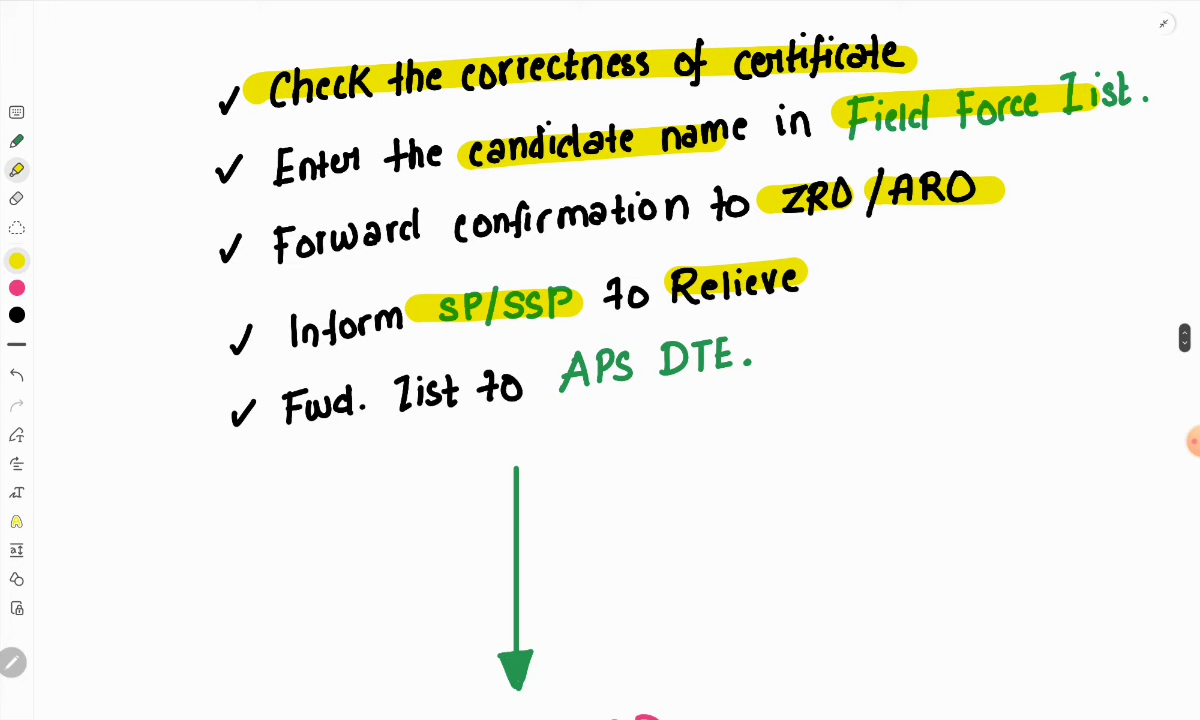 ✓ Check the correctness of certificate
✓ Enter the candidate name in Field Force List.
✓ Forward confirmation to ZRO/ARO
✓ Inform SP/SSP to Relieve
✓ Fwd. list to APS DTE.